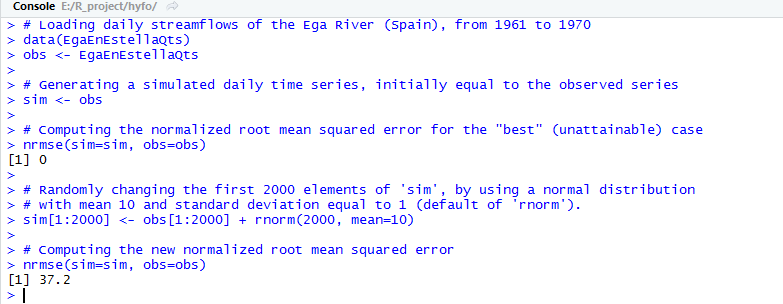 Console E:/R_project/hyfo/
> # Loading daily streamflows of the Ega River (Spain), from 1961 to 1970
> data(EgaEnEstellaQts)
> obs <- EgaEnEstellaQts
>
> # Generating a simulated daily time series, initially equal to the observed series
> sim <- obs
>
> # Computing the normalized root mean squared error for the "best" (unattainable) case
> nrmse(sim=sim, obs=obs)
[1] 0
>
> # Randomly changing the first 2000 elements of 'sim', by using a normal distribution
> # with mean 10 and standard deviation equal to 1 (default of 'rnorm').
> sim[1:2000] <- obs[1:2000] + rnorm(2000, mean=10)
>
> # Computing the new normalized root mean squared error
> nrmse(sim=sim, obs=obs)
[1] 37.2
>